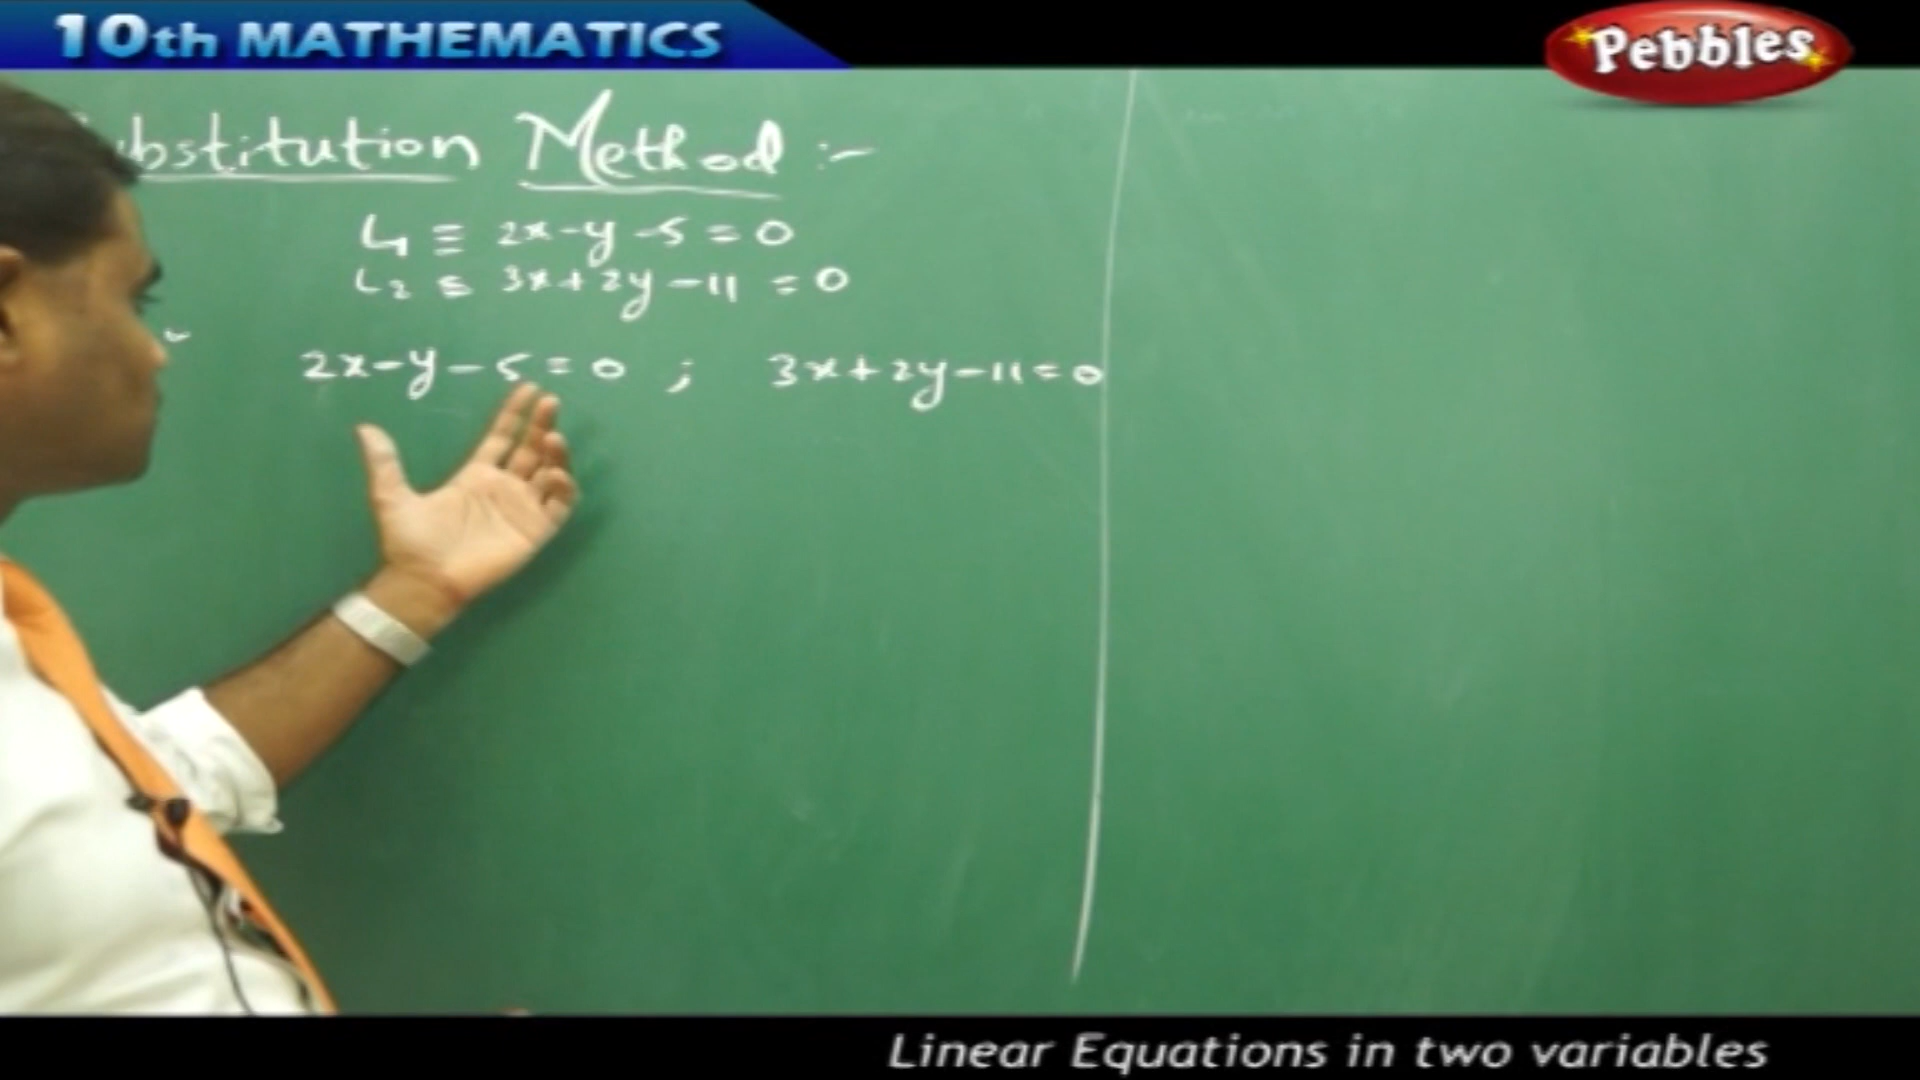 10th MATHEMATICS
Pebbles
ubstitution Method :-
L1 ≡ 2x-y-5=0
L2 ≡ 3x+2y-11=0
2x-y-5=0 ; 3x+2y-11=0
Linear Equations in two variables